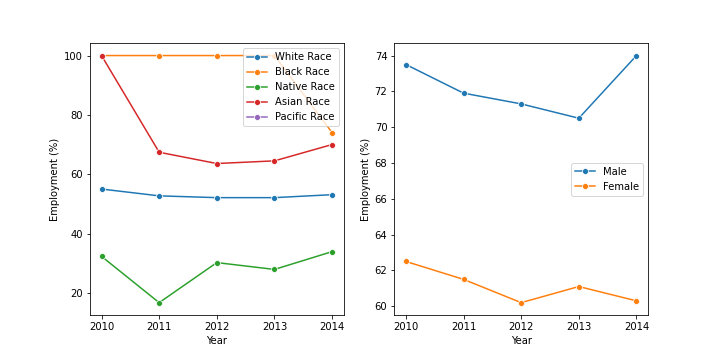 100
80
60
40
20
Employment (%)
2010 2011 2012 2013 2014
Year
White Race
Black Race
Native Race
Asian Race
Pacific Race
74
72
70
68
66
64
62
60
Employment (%)
2010 2011 2012 2013 2014
Year
Male
Female